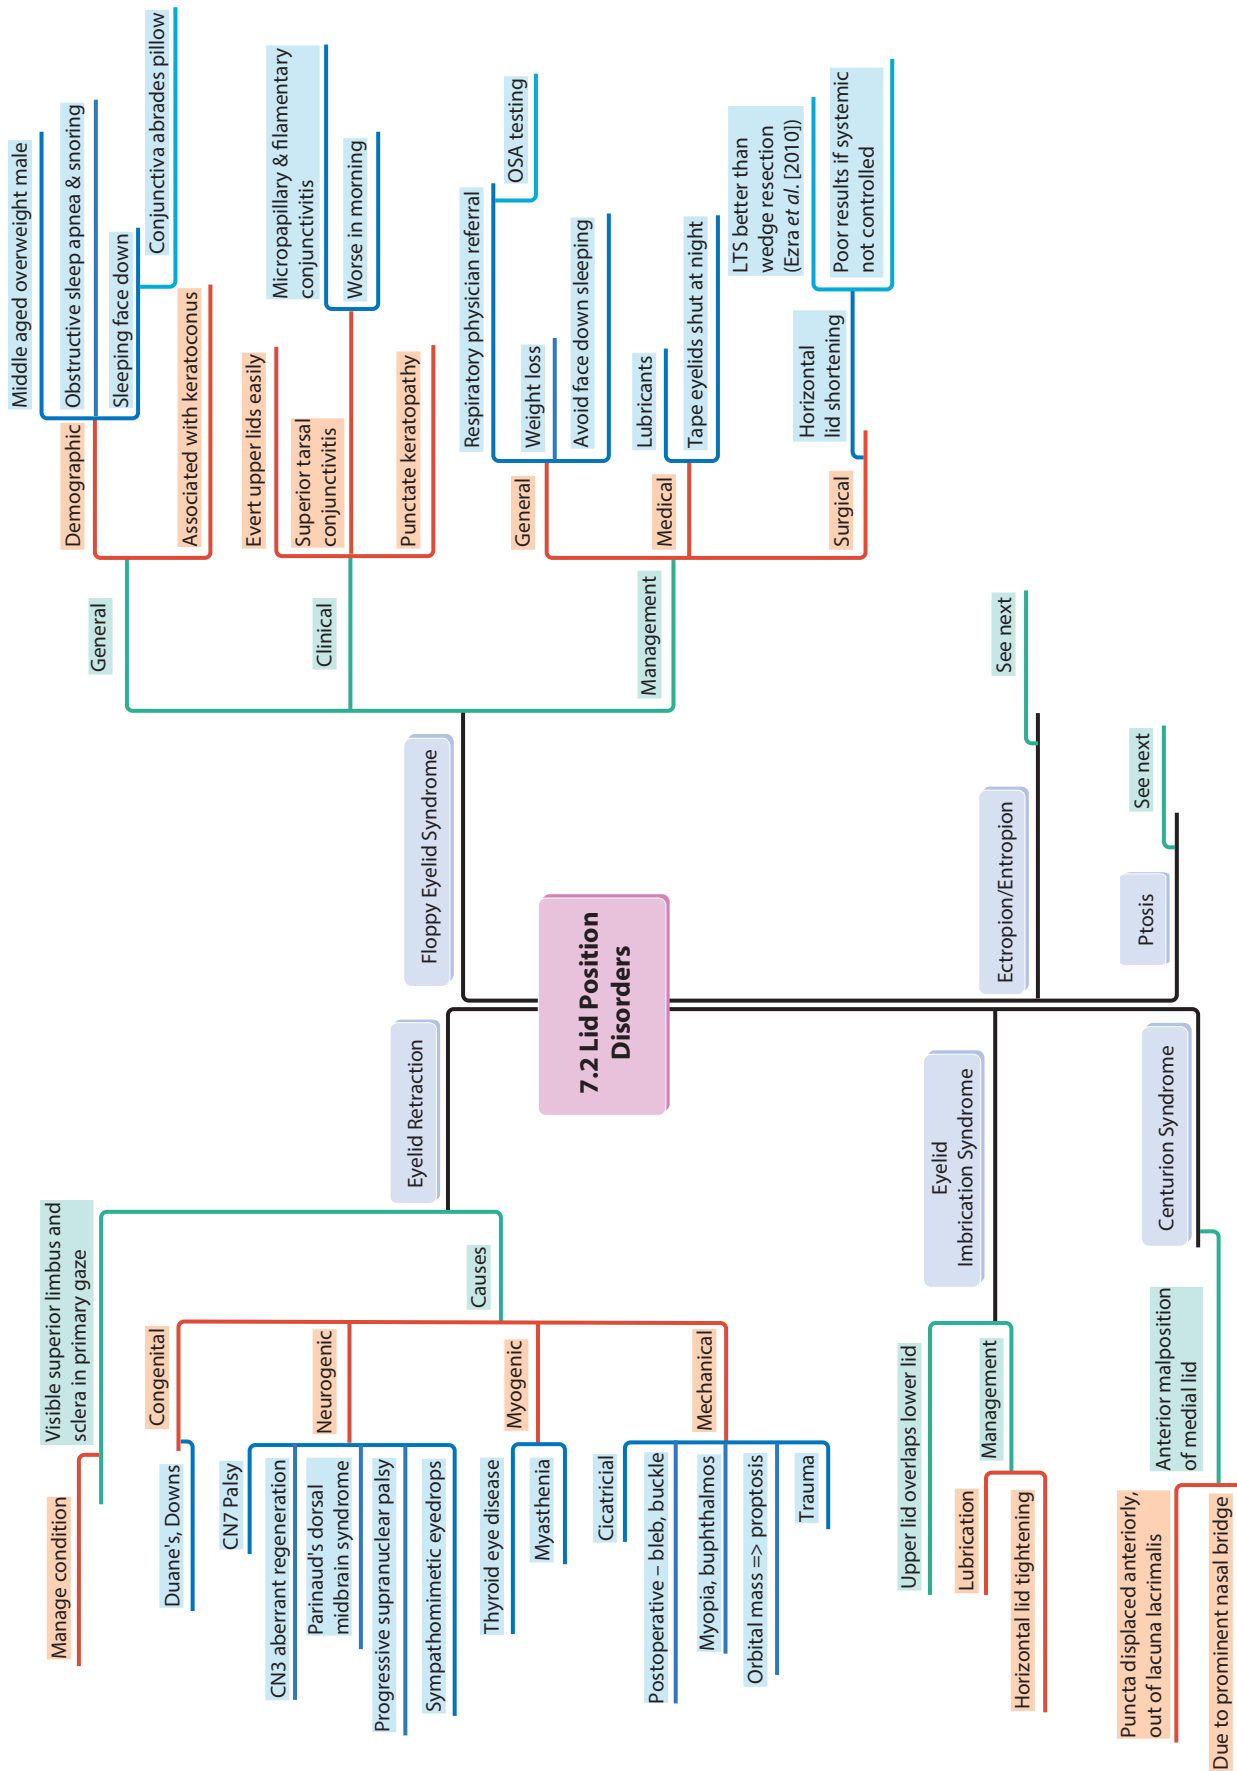 7.2 Lid Position
Disorders
Eyelid Retraction
Visible superior limbus and
sclera in primary gaze
Manage condition
Causes
Congenital
Duane's, Downs
Neurogenic
CN7 Palsy
CN3 aberrant regeneration
Parinaud's dorsal
midbrain syndrome
Progressive supranuclear palsy
Sympathomimetic eyedrops
Myogenic
Thyroid eye disease
Myasthenia
Mechanical
Cicatricial
Postoperative – bleb, buckle
Myopia, buphthalmos
Orbital mass => proptosis
Trauma
Eyelid
Imbrication Syndrome
Upper lid overlaps lower lid
Management
Lubrication
Horizontal lid tightening
Centurion Syndrome
Anterior malposition
of medial lid
Puncta displaced anteriorly,
out of lacuna lacrimalis
Due to prominent nasal bridge
Floppy Eyelid Syndrome
General
Demographic
Middle aged overweight male
Obstructive sleep apnea & snoring
Sleeping face down
Conjunctiva abrades pillow
Associated with keratoconus
Clinical
Evert upper lids easily
Superior tarsal
conjunctivitis
Micropapillary & filamentary
conjunctivitis
Worse in morning
Punctate keratopathy
Management
General
Respiratory physician referral
OSA testing
Weight loss
Avoid face down sleeping
Medical
Lubricants
Tape eyelids shut at night
Surgical
Horizontal
lid shortening
LTS better than
wedge resection
(Ezra et al. [2010])
Poor results if systemic
not controlled
Ectropion/Entropion
See next
Ptosis
See next